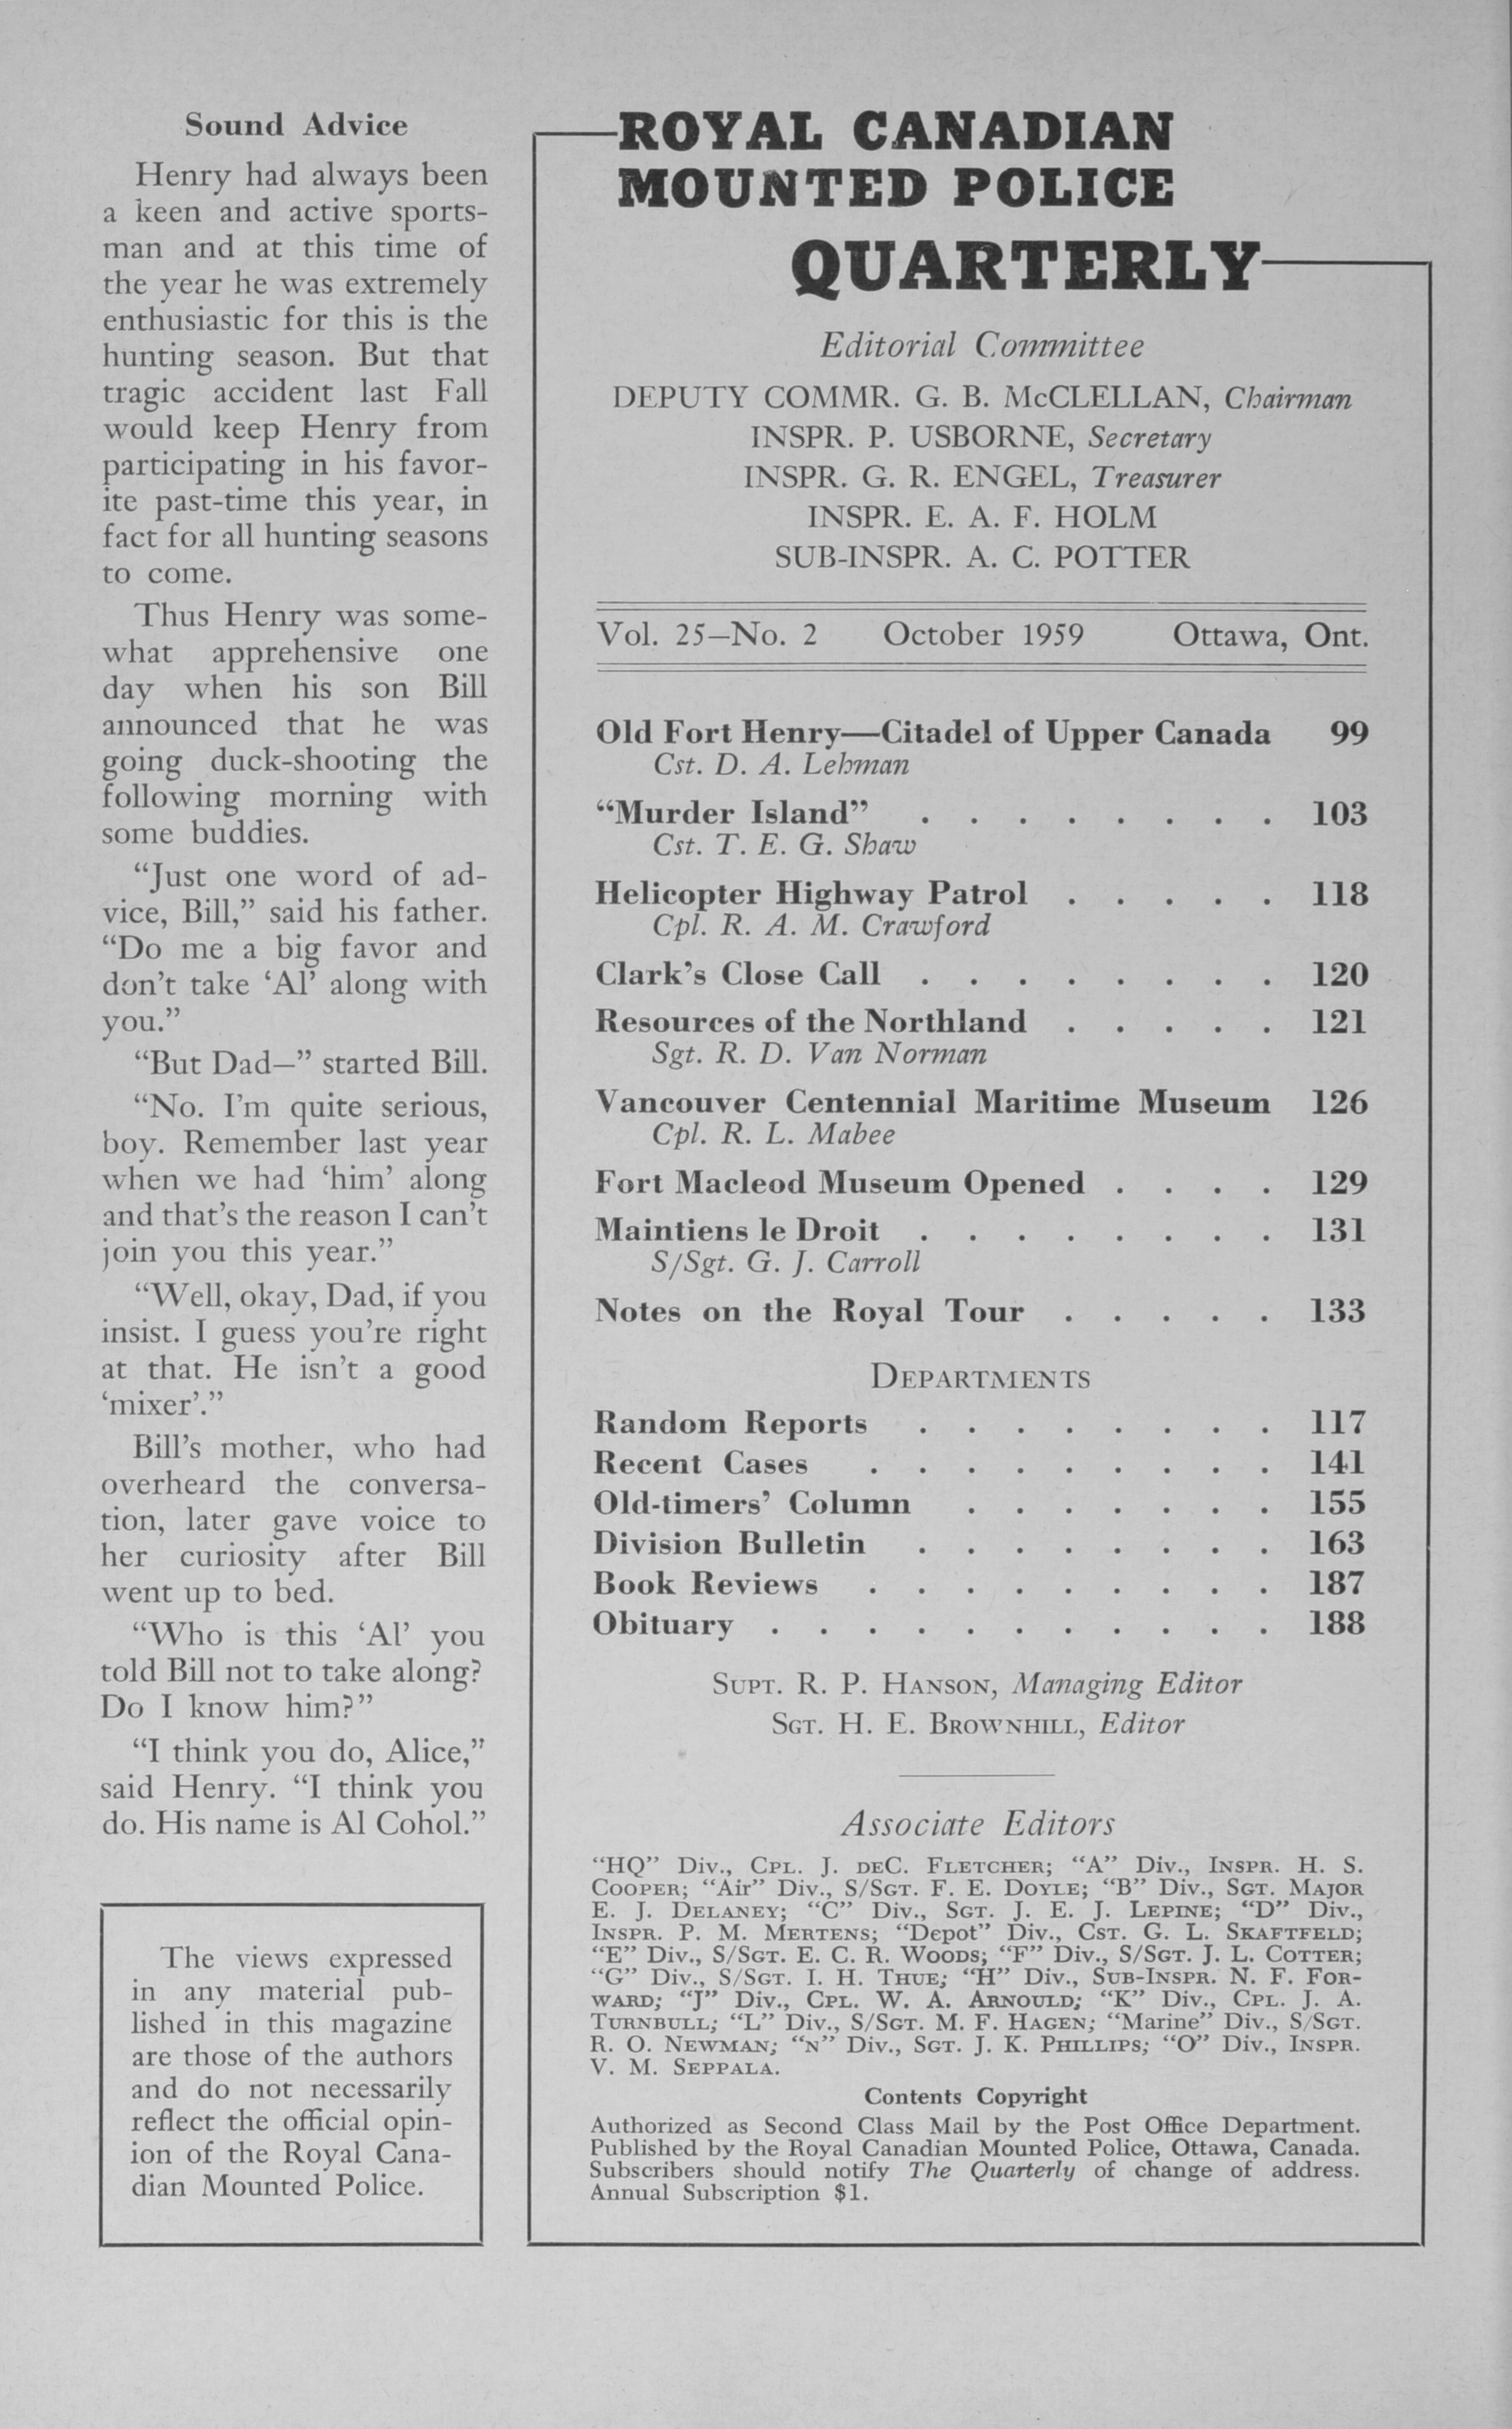 Sound Advice
Henry had always been
a keen and active sports-
man and at this time of
the year he was extremely
enthusiastic for this is the
hunting season. But that
tragic accident last Fall
would keep Henry from
participating in his favor-
ite past-time this year, in
fact for all hunting seasons
to come.
Thus Henry was some-
what apprehensive one
day when his son Bill
announced that he was
going duck-shooting the
following morning with
some buddies.
“Just one word of ad-
vice, Bill,” said his father.
“Do me a big favor and
don't take ‘Al’ along with
you.”
“But Dad—” started Bill.
“No. I'm quite serious,
boy. Remember last year
when we had ‘him’ along
and that's the reason I can't
join you this year.”
“Well, okay, Dad, if you
insist. I guess you're right
at that. He isn't a good
‘mixer’.”
Bill's mother, who had
overheard the conversa-
tion, later gave voice to
her curiosity after Bill
went up to bed.
“Who is this ‘Al’ you
told Bill not to take along?
Do I know him?”
“I think you do, Alice,”
said Henry. “I think you
do. His name is Al Cohol.”
The views expressed
in any material pub-
lished in this magazine
are those of the authors
and do not necessarily
reflect the official opin-
ion of the Royal Cana-
dian Mounted Police.
ROYAL CANADIAN
MOUNTED POLICE
QUARTERLY
Editorial Committee
DEPUTY COMMR. G. B. McCLELLAN, Chairman
INSPR. P. USBORNE, Secretary
INSPR. G. R. ENGEL, Treasurer
INSPR. E. A. F. HOLM
SUB-INSPR. A. C. POTTER
Vol. 25—No. 2 October 1959 Ottawa, Ont.
Old Fort Henry—Citadel of Upper Canada 99
Cst. D. A. Lehman
“Murder Island” . . . . . . . . 103
Cst. T. E. G. Shaw
Helicopter Highway Patrol . . . . . 118
Cpl. R. A. M. Crawford
Clark's Close Call . . . . . . . . 120
Resources of the Northland . . . . . 121
Sgt. R. D. Van Norman
Vancouver Centennial Maritime Museum 126
Cpl. R. L. Mabee
Fort Macleod Museum Opened . . . . 129
Maintiens le Droit . . . . . . . . 131
S/Sgt. G. J. Carroll
Notes on the Royal Tour . . . . . 133
DEPARTMENTS
Random Reports . . . . . . . . 117
Recent Cases . . . . . . . . . 141
Old-timers’ Column . . . . . . . 155
Division Bulletin . . . . . . . . 163
Book Reviews . . . . . . . . . 187
Obituary . . . . . . . . . . . 188
SUPT. R. P. HANSON, Managing Editor
SGT. H. E. BROWNHILL, Editor
Associate Editors
“HQ” Div., CPL. J. DEC. FLETCHER; “A” Div., INSPR. H. S.
COOPER; “Air” Div., S/SGT. F. E. DOYLE; “B” Div., SGT. MAJOR
E. J. DELANEY; “C” Div., SGT. J. E. J. LEPINE; “D” Div.,
INSPR. P. M. MERTENS; “Depot” Div., CST. G. L. SKAFTFELD;
“E” Div., S/SGT. E. C. R. WOODS; “F” Div., S/SGT. J. L. COTTER;
“G” Div., S/SGT. I. H. THUE; “H” Div., SUB-INSPR. N. F. FOR-
WARD; “J” Div., CPL. W. A. ARNOULD; “K” Div., CPL. J. A.
TURNBULL; “L” Div., S/SGT. M. F. HAGEN; “Marine” Div., S/SGT.
R. O. NEWMAN; “N” Div., SGT. J. K. PHILLIPS; “O” Div., INSPR.
V. M. SEPPALA.
Contents Copyright
Authorized as Second Class Mail by the Post Office Department.
Published by the Royal Canadian Mounted Police, Ottawa, Canada.
Subscribers should notify The Quarterly of change of address.
Annual Subscription $1.